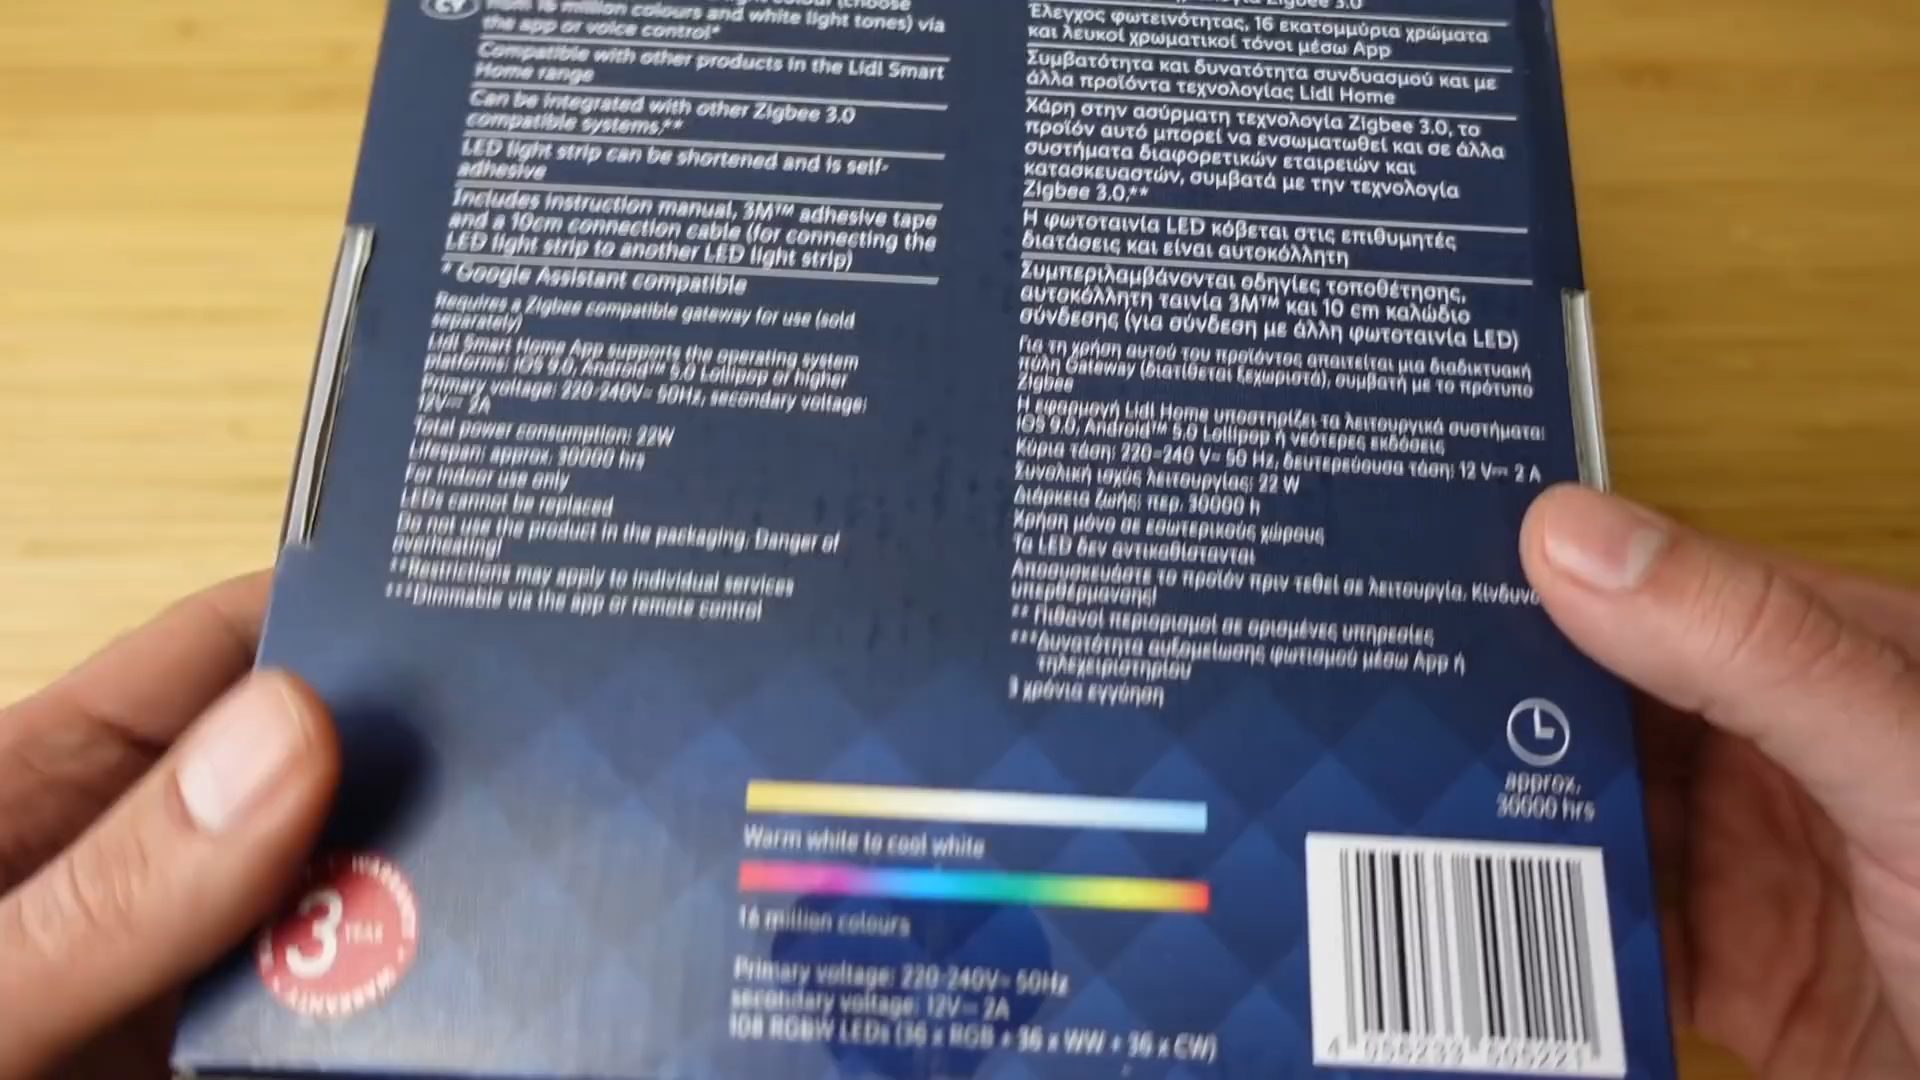 from 16 million colours and white light tones) via
the app or voice control*
Compatible with other products in the Lidl Smart
Home range
Can be integrated with other Zigbee 3.0
compatible systems.**
LED light strip can be shortened and is self-
adhesive
Includes instruction manual, 3M™ adhesive tape
and a 10cm connection cable (for connecting the
LED light strip to another LED light strip)
* Google Assistant compatible
Requires a Zigbee compatible gateway for use (sold
separately)
Lidl Smart Home App supports the operating system
platforms: iOS 9.0, Android™ 5.0 Lollipop or higher
Primary voltage: 220-240V~ 50Hz, secondary voltage:
12V⎓ 2A
Total power consumption: 22W
Lifespan: approx. 30000 hrs
For indoor use only
LEDs cannot be replaced
Do not use the product in the packaging. Danger of
overheating!
**Restrictions may apply to individual services
***Dimmable via the app or remote control
Zigbee 3.0
Έλεγχος φωτεινότητας, 16 εκατομμύρια χρώματα
και λευκοί χρωματικοί τόνοι μέσω App
Συμβατότητα και δυνατότητα συνδυασμού και με
άλλα προϊόντα τεχνολογίας Lidl Home
Χάρη στην ασύρματη τεχνολογία Zigbee 3.0, το
προϊόν αυτό μπορεί να ενσωματωθεί και σε άλλα
συστήματα διαφορετικών εταιρειών και
κατασκευαστών, συμβατά με την τεχνολογία
Zigbee 3.0.**
Η φωτοταινία LED κόβεται στις επιθυμητές
διατάσεις και είναι αυτοκόλλητη
Συμπεριλαμβάνονται οδηγίες τοποθέτησης,
αυτοκόλλητη ταινία 3M™ και 10 cm καλώδιο
σύνδεσης (για σύνδεση με άλλη φωτοταινία LED)
Για τη χρήση αυτού του προϊόντος απαιτείται μια διαδικτυακή
πύλη Gateway (διατίθεται ξεχωριστά), συμβατή με το πρότυπο
Zigbee
Η εφαρμογή Lidl Home υποστηρίζει τα λειτουργικά συστήματα:
iOS 9.0, Android™ 5.0 Lollipop ή νεότερες εκδόσεις
Κύρια τάση: 220-240 V~ 50 Hz, δευτερεύουσα τάση: 12 V⎓ 2 A
Συνολική ισχύς λειτουργίας: 22 W
Διάρκεια ζωής: περ. 30000 h
Χρήση μόνο σε εσωτερικούς χώρους
Τα LED δεν αντικαθίστανται
Αποσυσκευάστε το προϊόν πριν τεθεί σε λειτουργία. Κίνδυνο
υπερθέρμανσης!
** Πιθανοί περιορισμοί σε ορισμένες υπηρεσίες
***Δυνατότητα αυξομείωσης φωτισμού μέσω App ή
τηλεχειριστηρίου
3 χρόνια εγγύηση
approx.
30000 hrs
Warm white to cool white
16 million colours
Primary voltage: 220-240V~ 50Hz
secondary voltage: 12V⎓ 2A
108 RGBW LEDs (36 x RGB + 36 x WW + 36 x CW)
3 YEAR
WARRANTY
WARRANTY